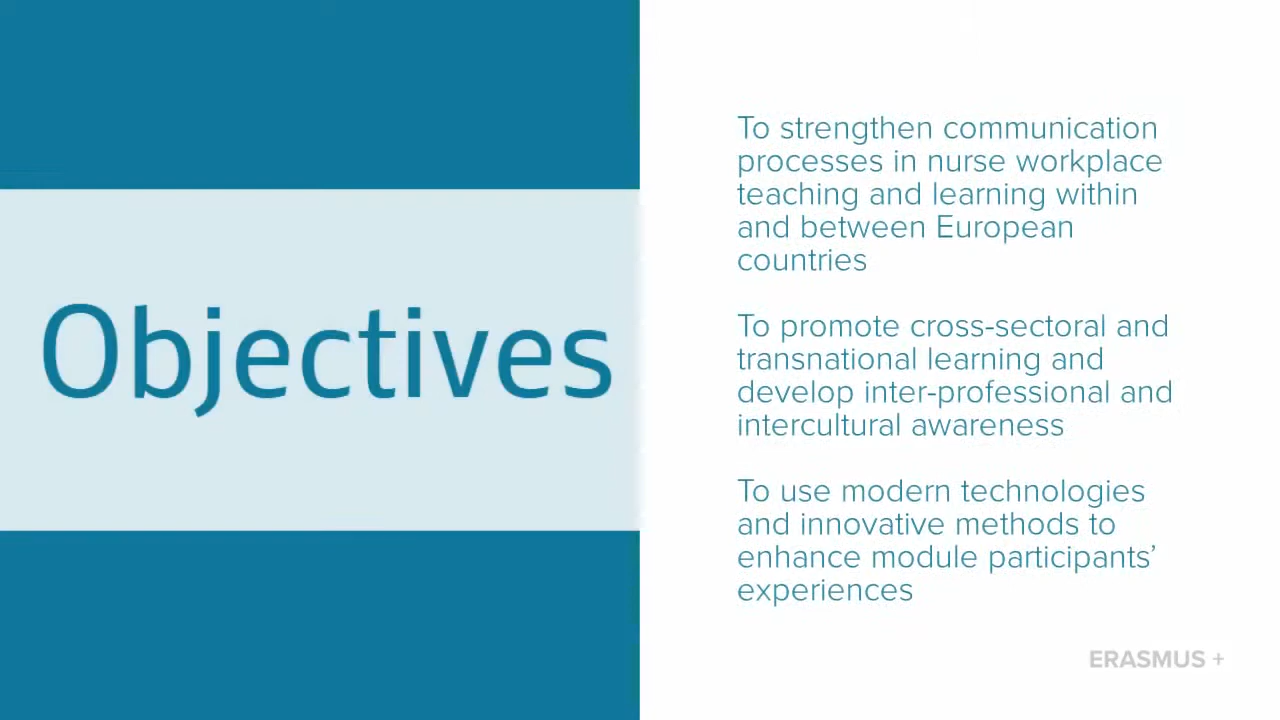 Objectives
To strengthen communication
processes in nurse workplace
teaching and learning within
and between European
countries
To promote cross-sectoral and
transnational learning and
develop inter-professional and
intercultural awareness
To use modern technologies
and innovative methods to
enhance module participants’
experiences
ERASMUS +